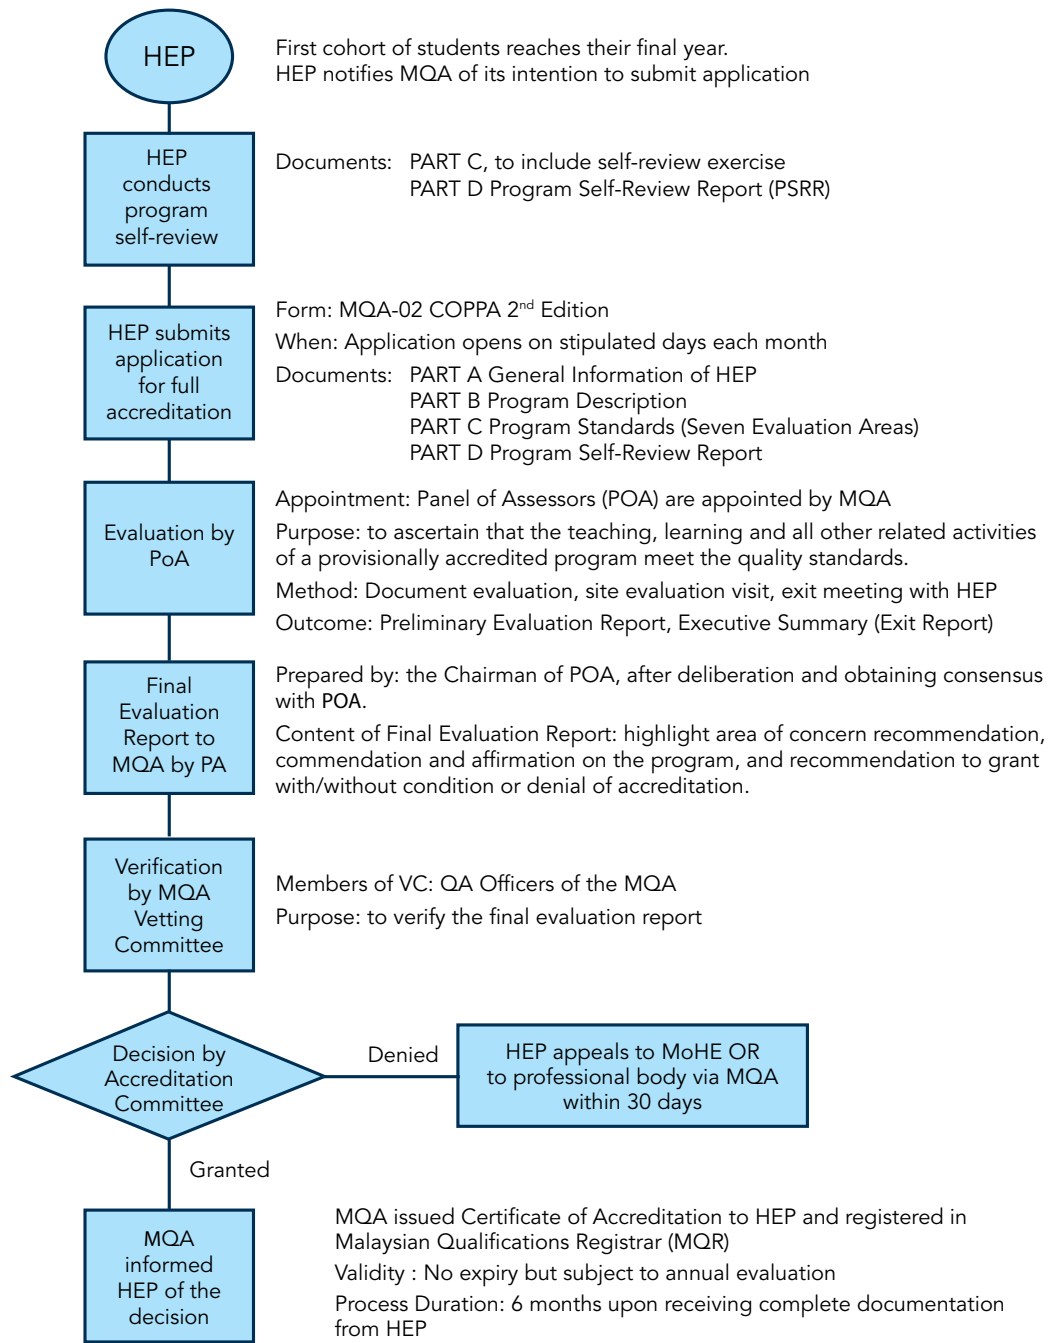 HEP
First cohort of students reaches their final year.
HEP notifies MQA of its intention to submit application
HEP
conducts
program
self-review
Documents: PART C, to include self-review exercise
PART D Program Self-Review Report (PSRR)
HEP submits
application
for full
accreditation
Form: MQA-02 COPPA 2nd Edition
When: Application opens on stipulated days each month
Documents: PART A General Information of HEP
PART B Program Description
PART C Program Standards (Seven Evaluation Areas)
PART D Program Self-Review Report
Evaluation by
PoA
Appointment: Panel of Assessors (POA) are appointed by MQA
Purpose: to ascertain that the teaching, learning and all other related activities
of a provisionally accredited program meet the quality standards.
Method: Document evaluation, site evaluation visit, exit meeting with HEP
Outcome: Preliminary Evaluation Report, Executive Summary (Exit Report)
Final
Evaluation
Report to
MQA by PA
Prepared by: the Chairman of POA, after deliberation and obtaining consensus
with POA.
Content of Final Evaluation Report: highlight area of concern recommendation,
commendation and affirmation on the program, and recommendation to grant
with/without condition or denial of accreditation.
Verification
by MQA
Vetting
Committee
Members of VC: QA Officers of the MQA
Purpose: to verify the final evaluation report
Decision by
Accreditation
Committee
Denied
HEP appeals to MoHE OR
to professional body via MQA
within 30 days
Granted
MQA
informed
HEP of the
decision
MQA issued Certificate of Accreditation to HEP and registered in
Malaysian Qualifications Registrar (MQR)
Validity : No expiry but subject to annual evaluation
Process Duration: 6 months upon receiving complete documentation
from HEP